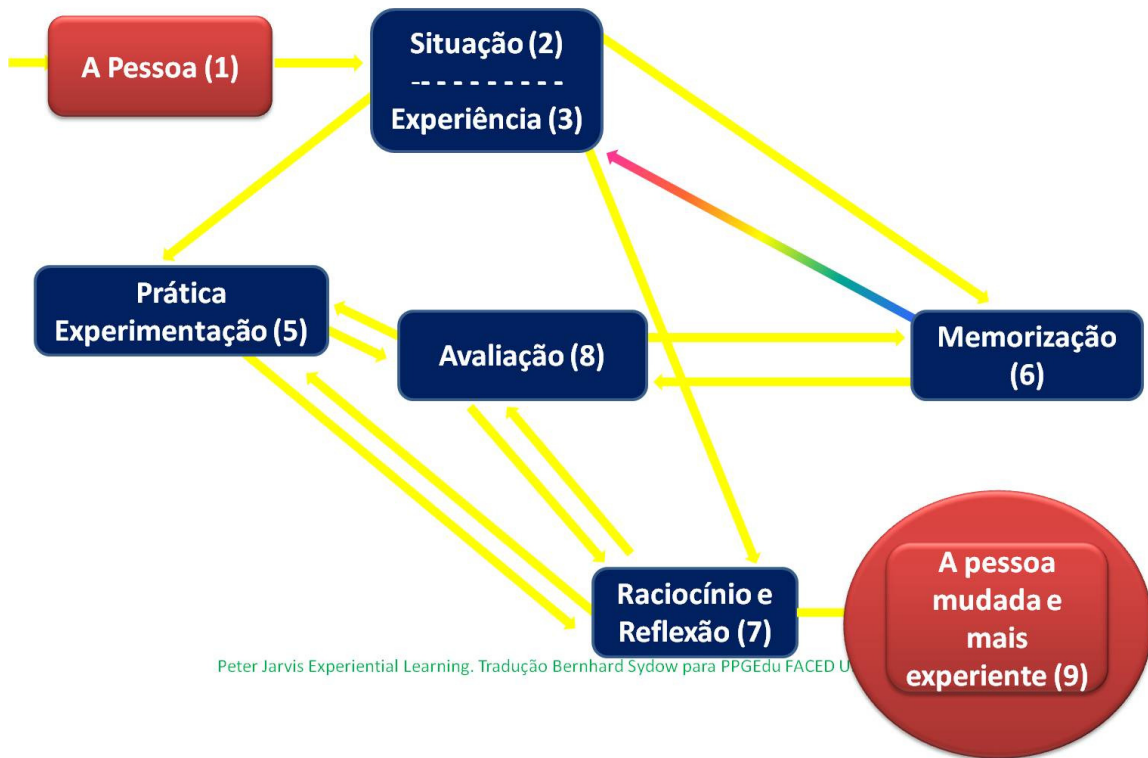 A Pessoa (1)
Situação (2)
----------
Experiência (3)
Prática
Experimentação (5)
Avaliação (8)
Memorização
(6)
Raciocínio e
Reflexão (7)
A pessoa
mudada e
mais
experiente (9)
Peter Jarvis Experiential Learning. Tradução Bernhard Sydow para PPGEdu FACED U